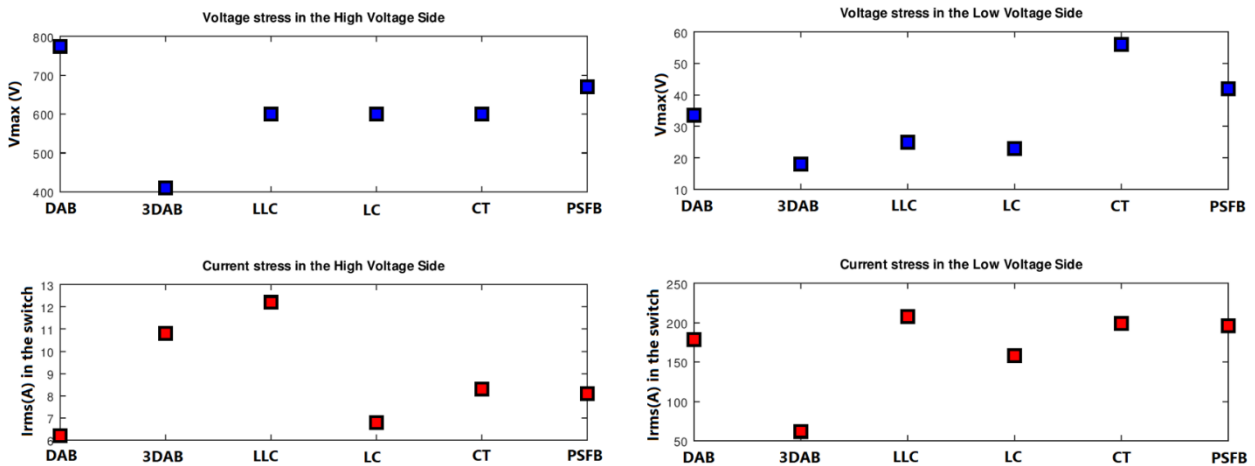 Voltage stress in the High Voltage Side
Vmax (V)
800
700
600
500
400
DAB 3DAB LLC LC CT PSFB
Voltage stress in the Low Voltage Side
Vmax(V)
60
50
40
30
20
10
DAB 3DAB LLC LC CT PSFB
Current stress in the High Voltage Side
Irms(A) in the switch
13
12
11
10
9
8
7
6
DAB 3DAB LLC LC CT PSFB
Current stress in the Low Voltage Side
Irms(A) in the switch
250
200
150
100
50
DAB 3DAB LLC LC CT PSFB